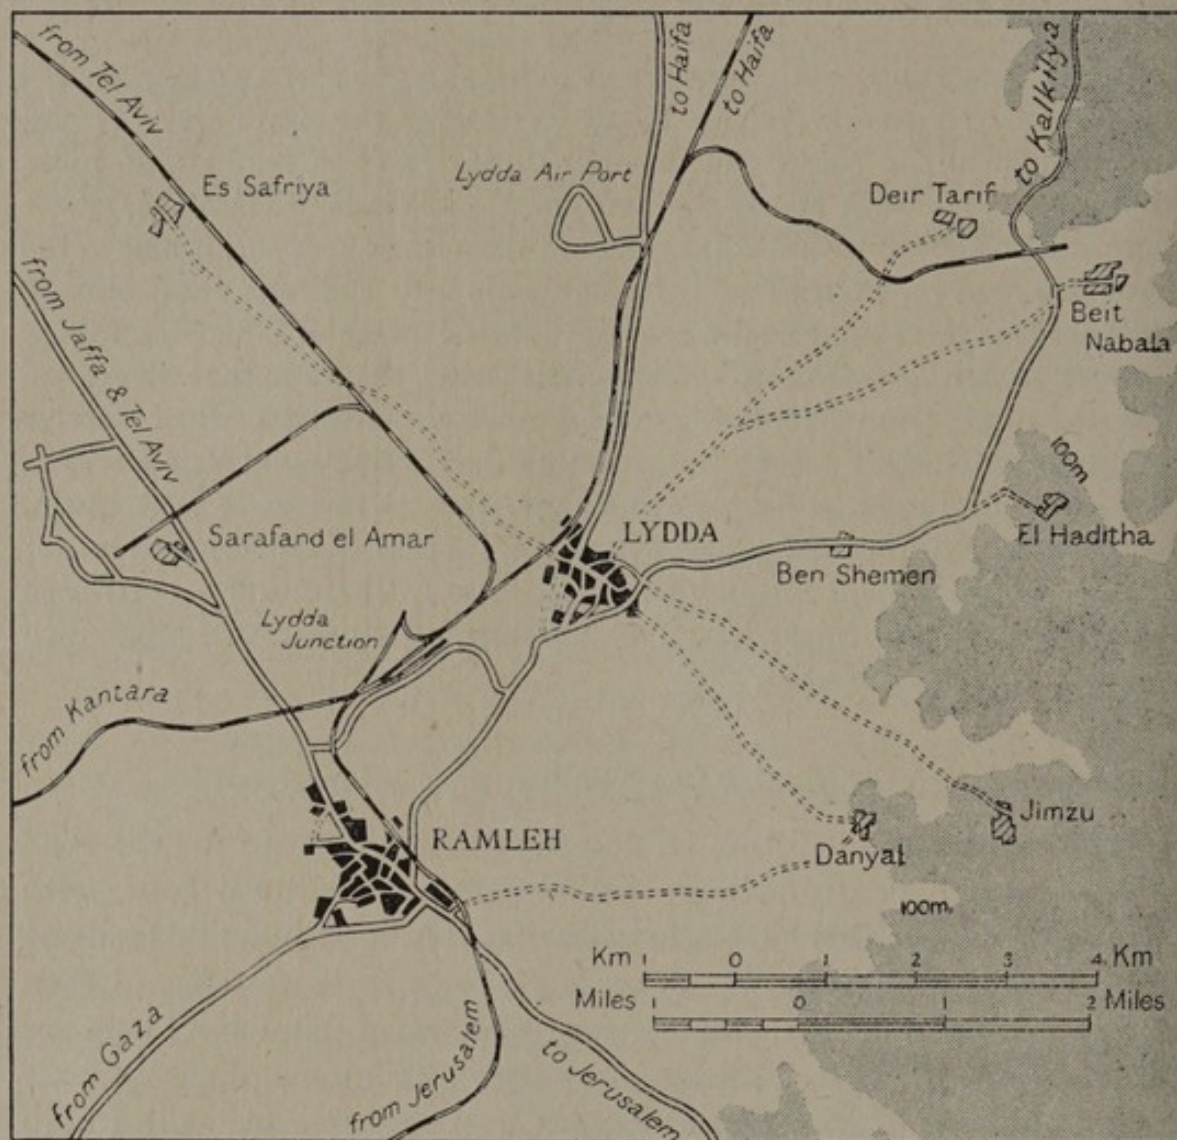 from Tel Aviv
to Haifa
to Haifa
to Kalkilya
Es Safriya
Lydda Air Port
Deir Tarif
Beit
Nabala
from Jaffa & Tel Aviv
100m
Sarafand el Amar
LYDDA
El Haditha
Ben Shemen
Lydda
Junction
from Kantara
Jimzu
RAMLEH
Danyal
100m.
Km 1 0 1 2 3 4 Km
Miles 1 0 1 2 Miles
from Gaza
from Jerusalem
to Jerusalem